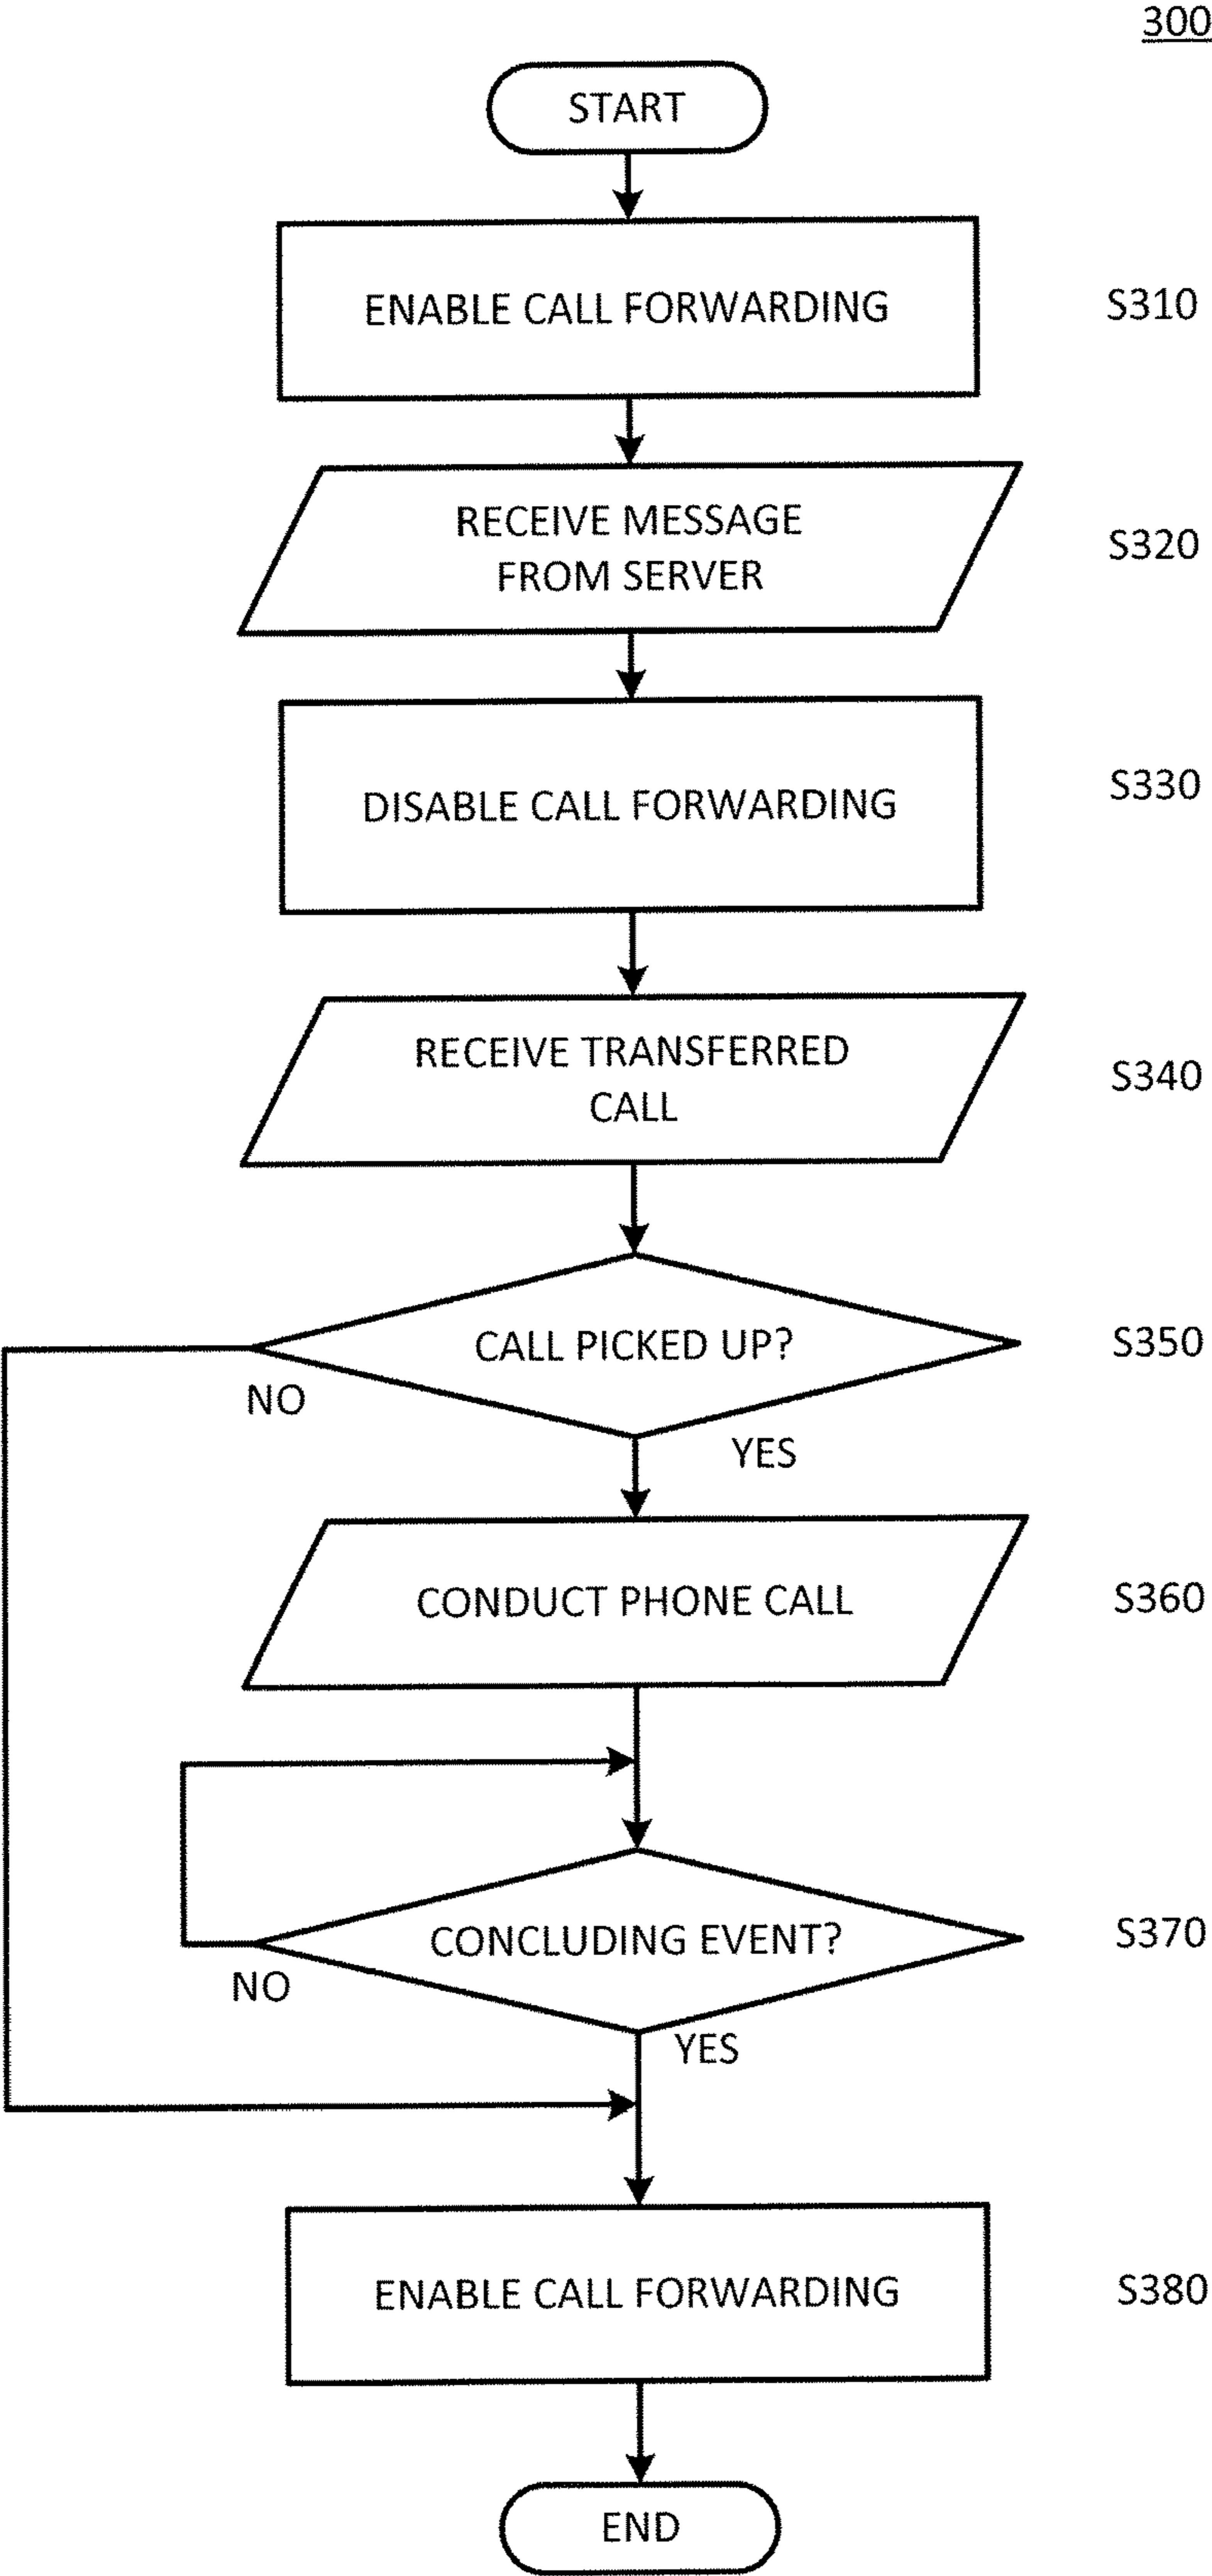 300
START
ENABLE CALL FORWARDING
S310
RECEIVE MESSAGE
FROM SERVER
S320
DISABLE CALL FORWARDING
S330
RECEIVE TRANSFERRED
CALL
S340
CALL PICKED UP?
S350
NO
YES
CONDUCT PHONE CALL
S360
CONCLUDING EVENT?
S370
NO
YES
ENABLE CALL FORWARDING
S380
END